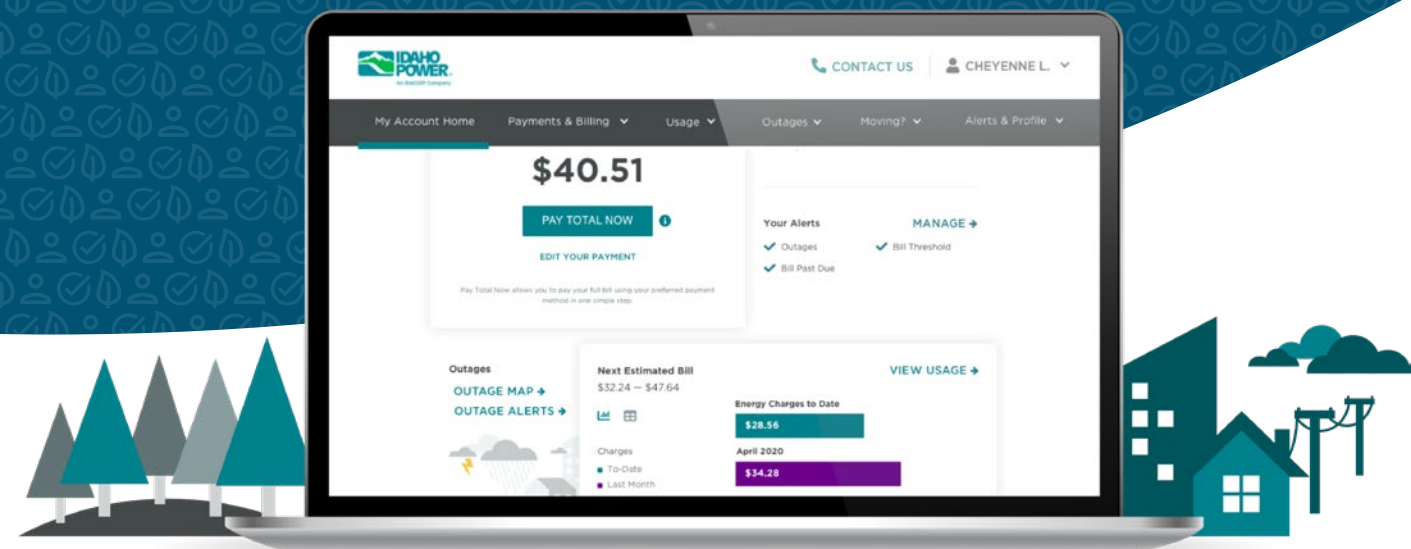 IDAHO
POWER.
An IDACORP Company
CONTACT US
CHEYENNE L.
My Account Home
Payments & Billing
Usage
Outages
Moving?
Alerts & Profile
$40.51
PAY TOTAL NOW
EDIT YOUR PAYMENT
Pay Total Now allows you to pay your full bill using your preferred payment
method in one simple step.
Your Alerts
MANAGE
Outages
Bill Threshold
Bill Past Due
Outages
OUTAGE MAP
OUTAGE ALERTS
Next Estimated Bill
$32.24 — $47.64
VIEW USAGE
Charges
To-Date
Last Month
Energy Charges to Date
$28.56
April 2020
$34.28